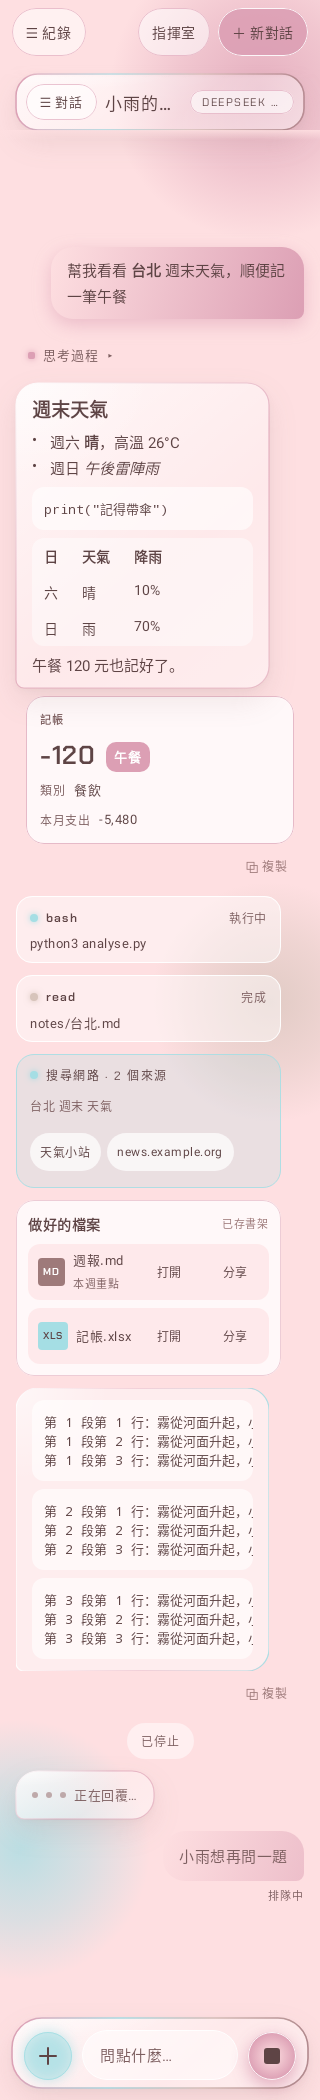 ☰ 紀錄
指揮室
＋ 新對話
☰ 對話
小雨的…
DEEPSEEK …
幫我看看 台北 週末天氣，順便記
一筆午餐
思考過程 ▸
週末天氣
• 週六 晴，高溫 26°C
• 週日 午後雷陣雨
print("記得帶傘")
日 天氣 降雨
六 晴 10%
日 雨 70%
午餐 120 元也記好了。
記帳
-120 午餐
類別 餐飲
本月支出 -5,480
複製
bash 執行中
python3 analyse.py
read 完成
notes/台北.md
搜尋網路 · 2 個來源
台北 週末 天氣
天氣小站 news.example.org
做好的檔案 已存書架
MD 週報.md 打開 分享
本週重點
XLS 記帳.xlsx 打開 分享
第 1 段第 1 行：霧從河面升起，
第 1 段第 2 行：霧從河面升起，
第 1 段第 3 行：霧從河面升起，
第 2 段第 1 行：霧從河面升起，
第 2 段第 2 行：霧從河面升起，
第 2 段第 3 行：霧從河面升起，
第 3 段第 1 行：霧從河面升起，
第 3 段第 2 行：霧從河面升起，
第 3 段第 3 行：霧從河面升起，
複製
已停止
正在回覆…
小雨想再問一題
排隊中
問點什麼…